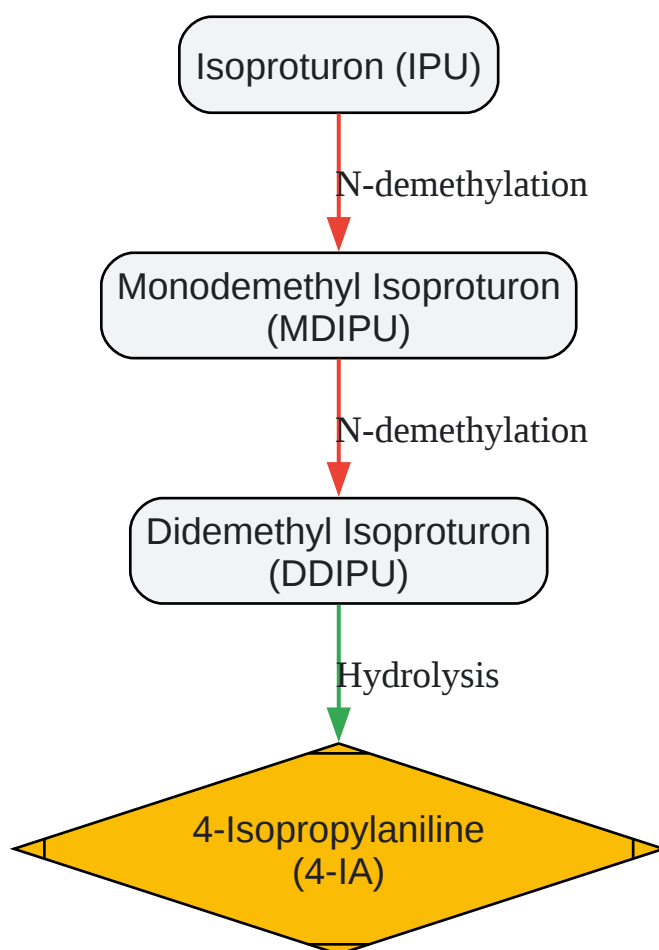 Isoproturon (IPU)
N-demethylation
Monodemethyl Isoproturon
(MDIPU)
N-demethylation
Didemethyl Isoproturon
(DDIPU)
Hydrolysis
4-Isopropylaniline
(4-IA)